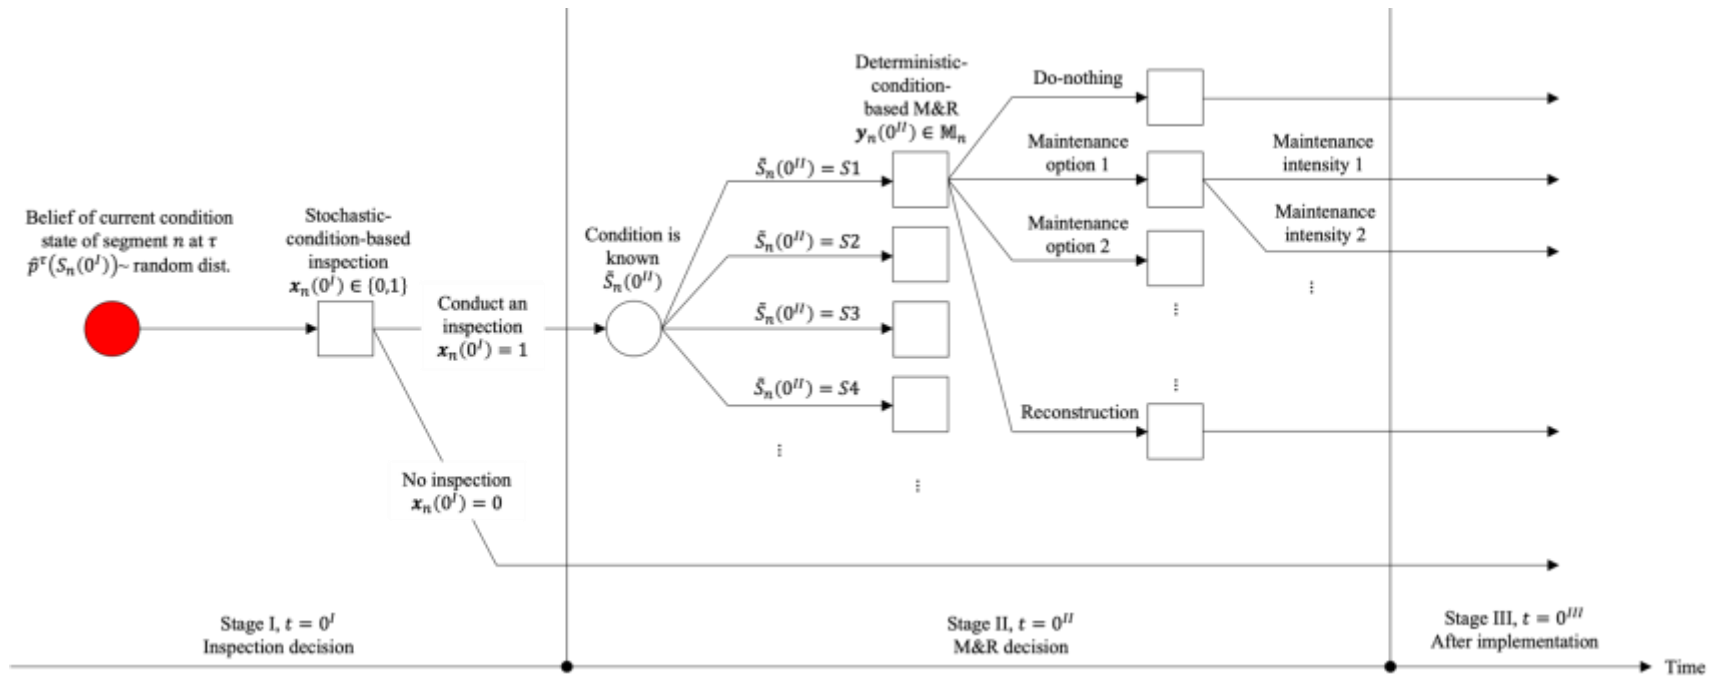 Belief of current condition
state of segment n at τ
p̂^τ(S_n(0^I))~ random dist.
Stochastic-
condition-based
inspection
x_n(0^I) ∈ {0,1}
Conduct an
inspection
x_n(0^I) = 1
No inspection
x_n(0^I) = 0
Condition is
known
S̃_n(0^II)
S̃_n(0^II) = S1
S̃_n(0^II) = S2
S̃_n(0^II) = S3
S̃_n(0^II) = S4
⋮
Deterministic-
condition-
based M&R
y_n(0^II) ∈ 𝕄_n
⋮
Do-nothing
Maintenance
option 1
Maintenance
option 2
⋮
⋮
Reconstruction
Maintenance
intensity 1
Maintenance
intensity 2
⋮
Stage I, t = 0^I
Inspection decision
Stage II, t = 0^II
M&R decision
Stage III, t = 0^III
After implementation
Time